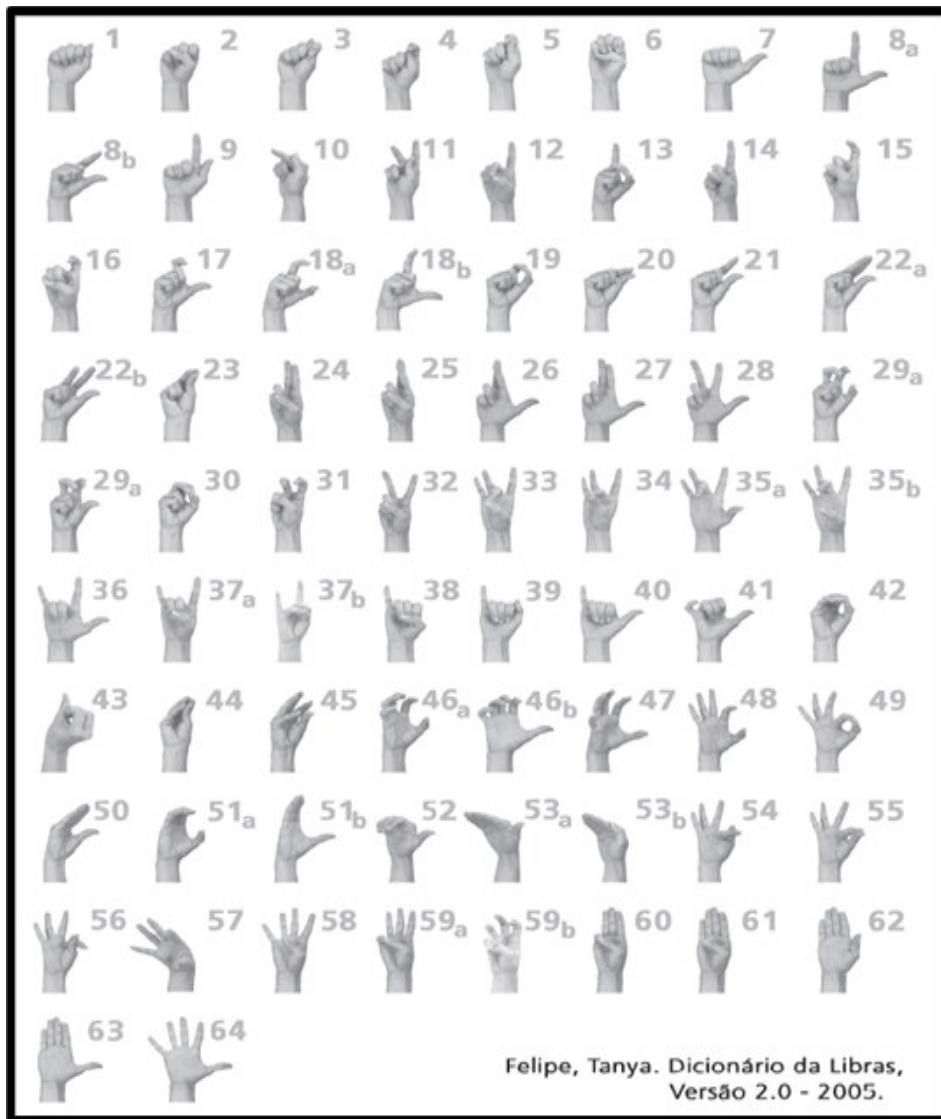 1 2 3 4 5 6 7 8a
8b 9 10 11 12 13 14 15
16 17 18a 18b 19 20 21 22a
22b 23 24 25 26 27 28 29a
29a 30 31 32 33 34 35a 35b
36 37a 37b 38 39 40 41 42
43 44 45 46a 46b 47 48 49
50 51a 51b 52 53a 53b 54 55
56 57 58 59a 59b 60 61 62
63 64
Felipe, Tanya. Dicionário da Libras,
Versão 2.0 - 2005.